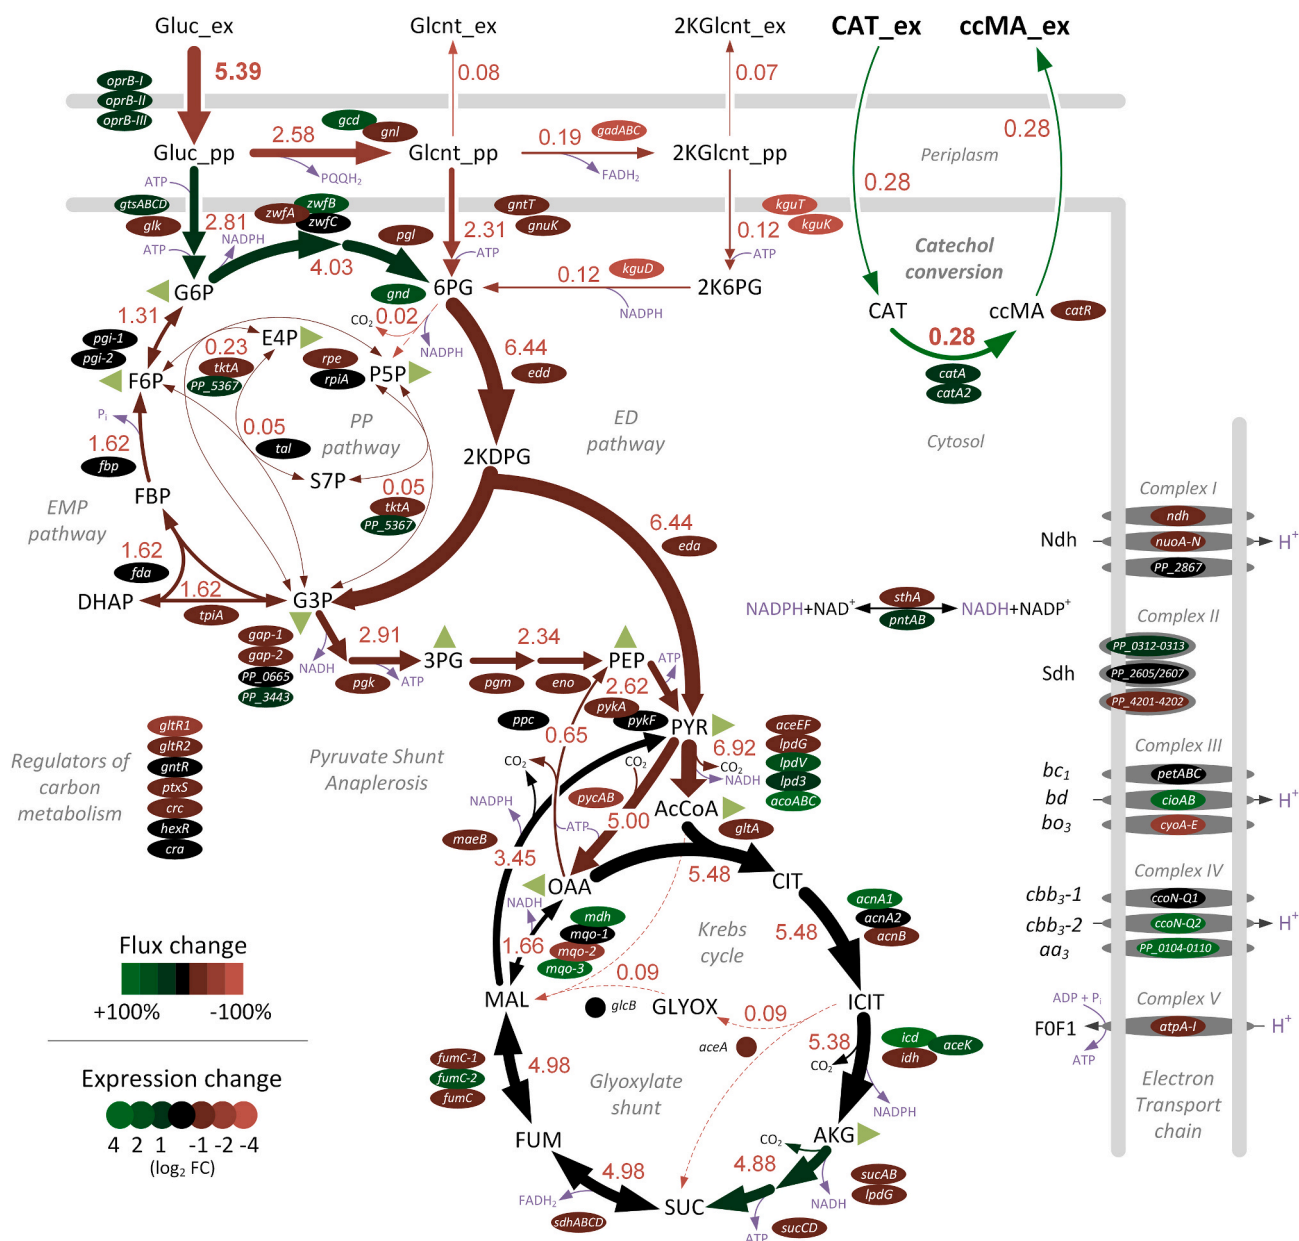 Gluc_ex
Glcnt_ex
2KGlcnt_ex
CAT_ex
ccMA_ex
5.39
0.08
0.07
oprB-I
oprB-II
oprB-III
2.58
gcd
gnl
0.19
gadABC
0.28
Gluc_pp
Glcnt_pp
2KGlcnt_pp
Periplasm
PQQH2
FADH2
ATP
0.28
gtsABCD
glk
2.81
zwfA
zwfB
zwfC
pgl
gntT
gnuK
2.31
kguT
kguK
0.12
ATP
NADPH
ATP
ATP
4.03
Catechol
conversion
G6P
gnd
6PG
0.12
kguD
2K6PG
NADPH
CAT
ccMA
catR
1.31
CO2
0.02
NADPH
0.28
pgi-1
pgi-2
0.23
E4P
tktA
PP_5367
rpe
rpiA
P5P
6.44
edd
catA
catA2
F6P
Pi
PP
pathway
ED
pathway
Cytosol
1.62
fbp
0.05
tal
2KDPG
FBP
S7P
0.05
tktA
PP_5367
EMP
pathway
6.44
eda
Complex I
Ndh
ndh
nuoA-N
PP_2867
H+
1.62
fda
1.62
DHAP
tpiA
G3P
NADPH+NAD+
sthA
pntAB
NADH+NADP+
Complex II
gap-1
gap-2
PP_0665
PP_3443
NADH
2.91
pgk
ATP
3PG
2.34
pgm
eno
PEP
ATP
2.62
pykA
pykF
PYR
Sdh
PP_0312-0313
PP_2605/2607
PP_4201-4202
ppc
0.65
aceEF
lpdG
lpdV
lpd3
acoABC
6.92
CO2
NADH
Regulators of
carbon
metabolism
gltR1
gltR2
gntR
ptxS
crc
hexR
cra
Pyruvate Shunt
Anaplerosis
CO2
CO2
NADPH
pycAB
ATP
5.00
AcCoA
gltA
Complex III
bc1
bd
bo3
petABC
cioAB
cyoA-E
H+
maeB
3.45
OAA
5.48
CIT
NADH
mdh
mqo-1
mqo-2
mqo-3
1.66
Krebs
cycle
5.48
acnA1
acnA2
acnB
Complex IV
cbb3-1
cbb3-2
aa3
ccoN-Q1
ccoN-Q2
PP_0104-0110
H+
Flux change
+100%
-100%
MAL
0.09
glcB
GLYOX
0.09
aceA
ICIT
5.38
CO2
icd
idh
aceK
NADPH
Complex V
ADP + Pi
F0F1
atpA-I
H+
ATP
fumC-1
fumC-2
fumC
4.98
Glyoxylate
shunt
Expression change
4 2 1 -1 -2 -4
(log2 FC)
FUM
AKG
CO2
4.88
NADH
sucAB
lpdG
Electron
Transport
chain
4.98
FADH2
sdhABCD
SUC
ATP
sucCD